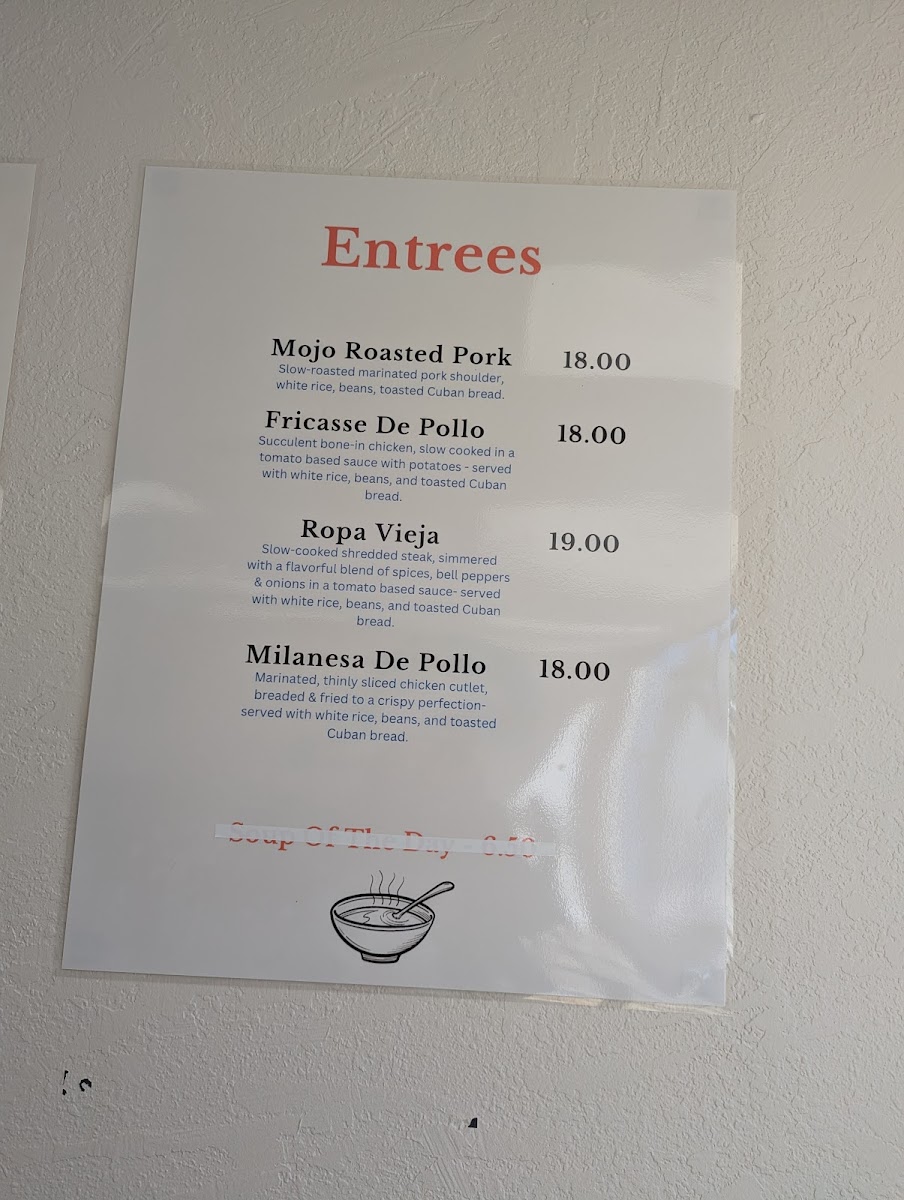 Entrees
Mojo Roasted Pork 18.00
Slow-roasted marinated pork shoulder,
white rice, beans, toasted Cuban bread.
Fricasse De Pollo 18.00
Succulent bone-in chicken, slow cooked in a
tomato based sauce with potatoes - served
with white rice, beans, and toasted Cuban
bread.
Ropa Vieja 19.00
Slow-cooked shredded steak, simmered
with a flavorful blend of spices, bell peppers
& onions in a tomato based sauce- served
with white rice, beans, and toasted Cuban
bread.
Milanesa De Pollo 18.00
Marinated, thinly sliced chicken cutlet,
breaded & fried to a crispy perfection-
served with white rice, beans, and toasted
Cuban bread.
Soup Of The Day -